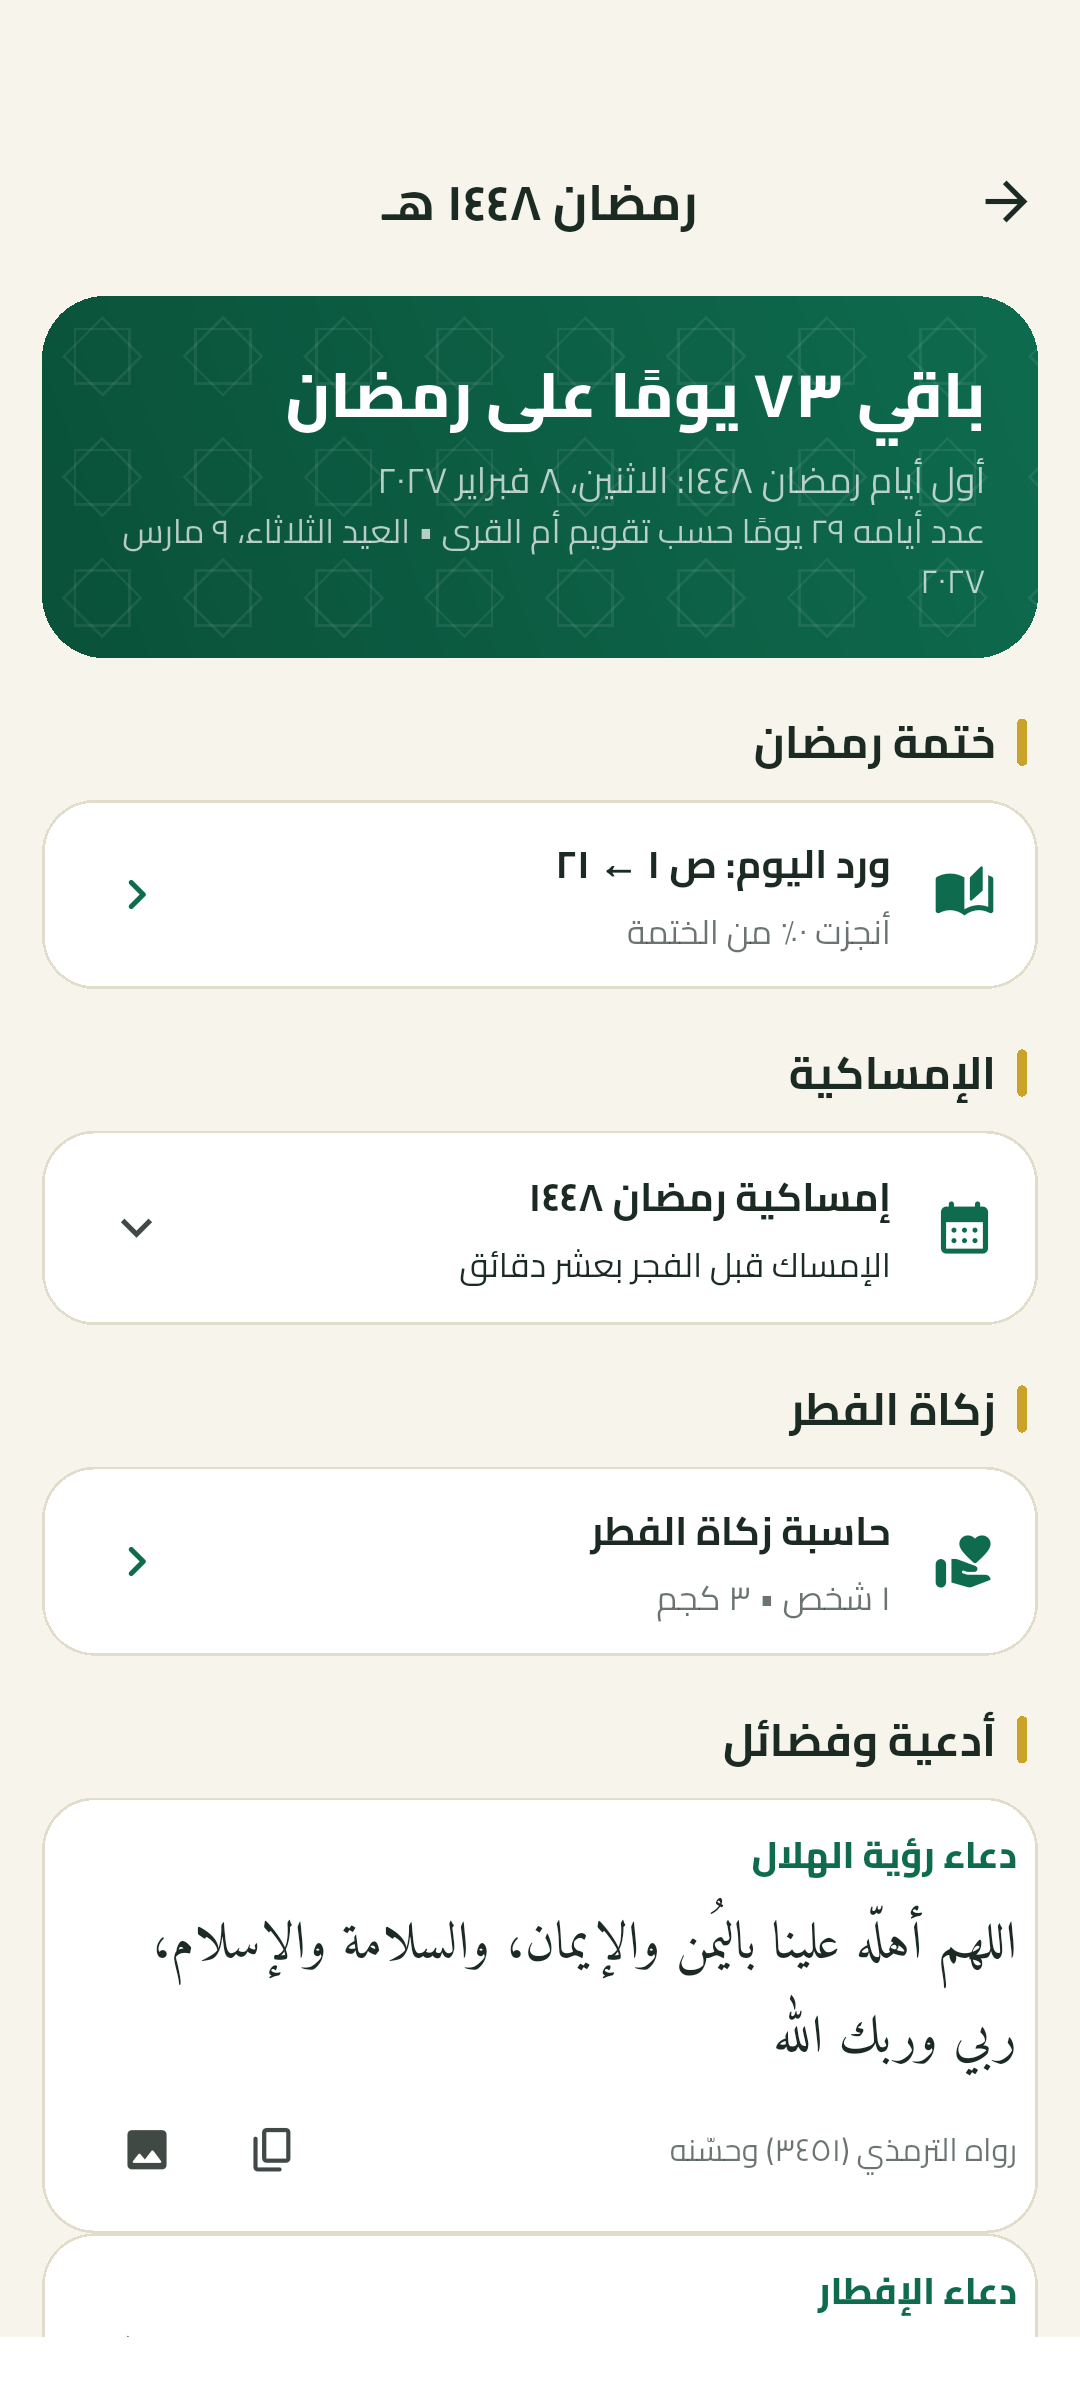 رمضان ١٤٤٨ هـ
باقي ٧٣ يومًا على رمضان
أول أيام رمضان ١٤٤٨: الاثنين، ٨ فبراير ٢٠٢٧
عدد أيامه ٢٩ يومًا حسب تقويم أم القرى • العيد الثلاثاء، ٩ مارس
٢٠٢٧
ختمة رمضان
ورد اليوم: ص ١ ← ٢١
أنجزت ٠٪ من الختمة
الإمساكية
إمساكية رمضان ١٤٤٨
الإمساك قبل الفجر بعشر دقائق
زكاة الفطر
حاسبة زكاة الفطر
١ شخص • ٣ كجم
أدعية وفضائل
دعاء رؤية الهلال
اللهم أهلّه علينا باليُمن والإيمان، والسلامة والإسلام،
ربي وربك الله
رواه الترمذي (٣٤٥١) وحسّنه
دعاء الإفطار